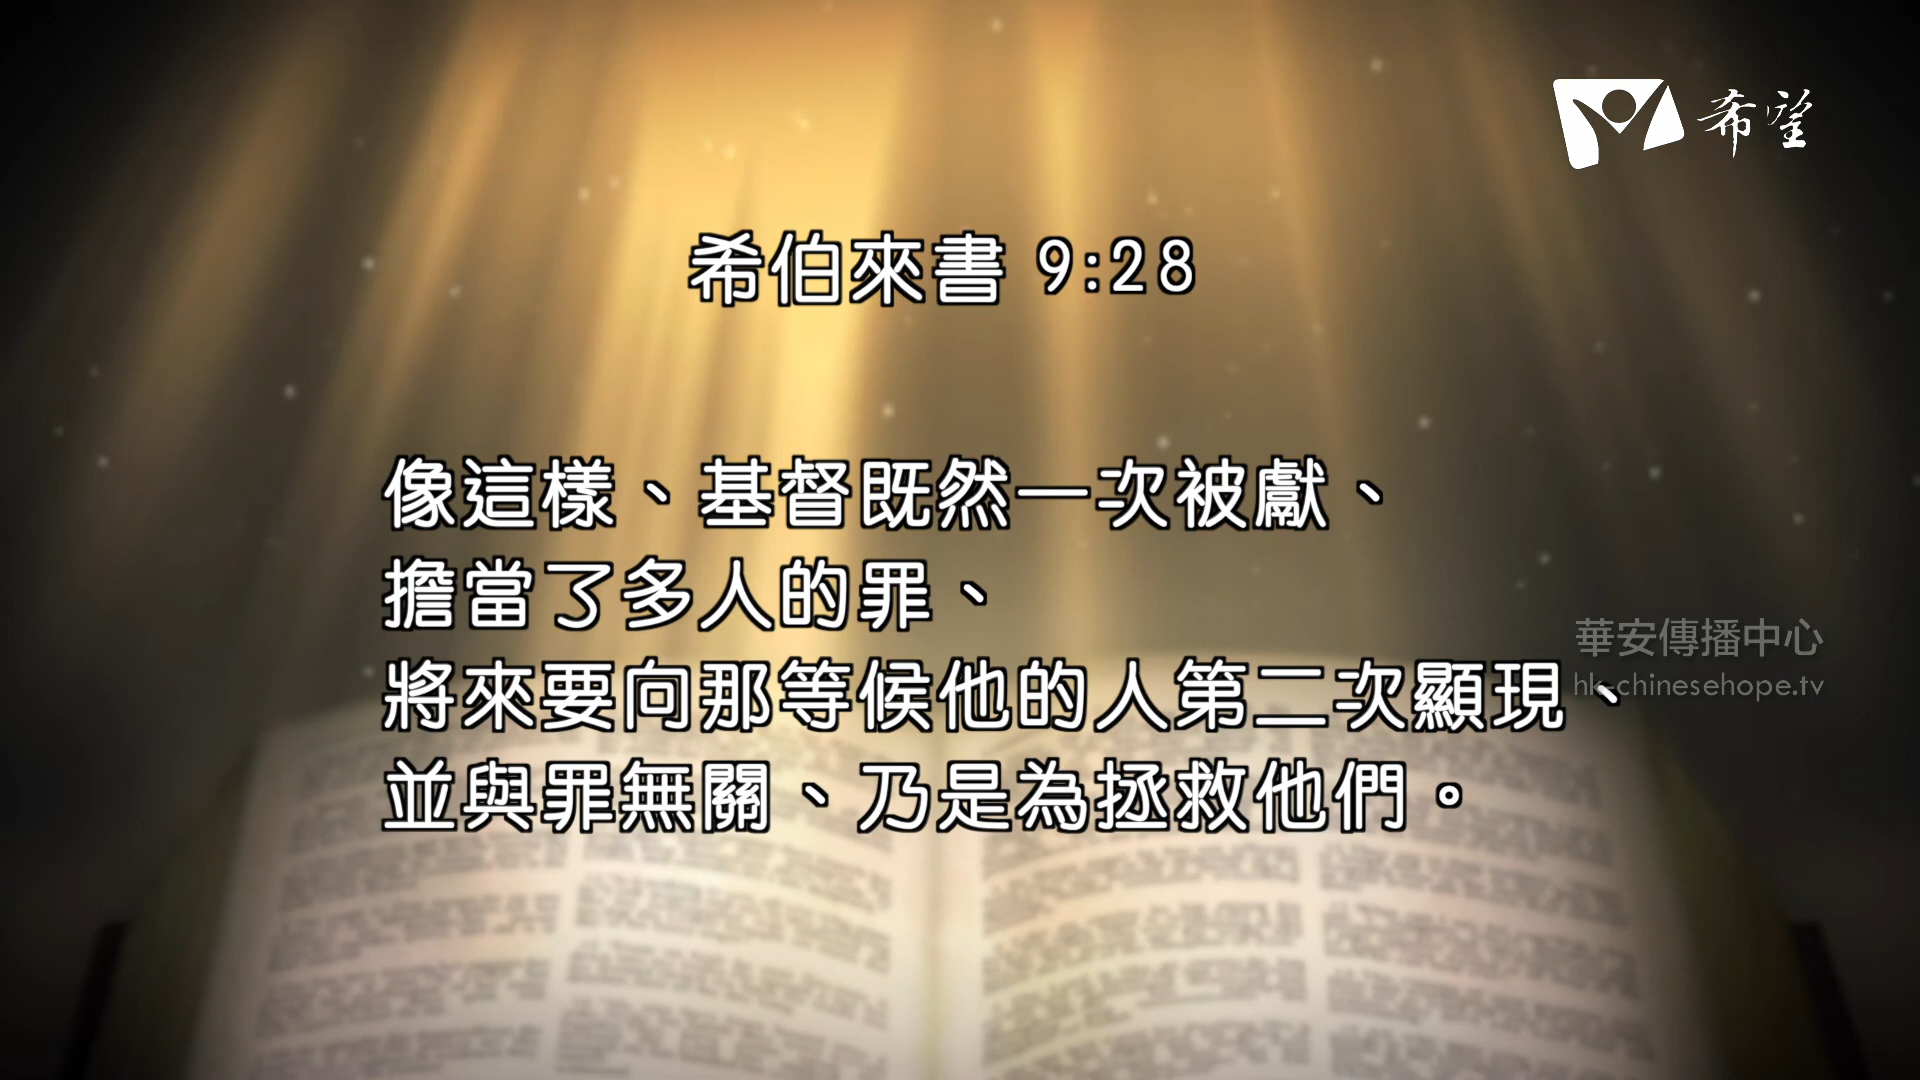 希望
希伯來書 9:28
像這樣、基督既然一次被獻、
擔當了多人的罪、
將來要向那等候他的人第二次顯現、
並與罪無關、乃是為拯救他們。
華安傳播中心
hk.chinesehope.tv